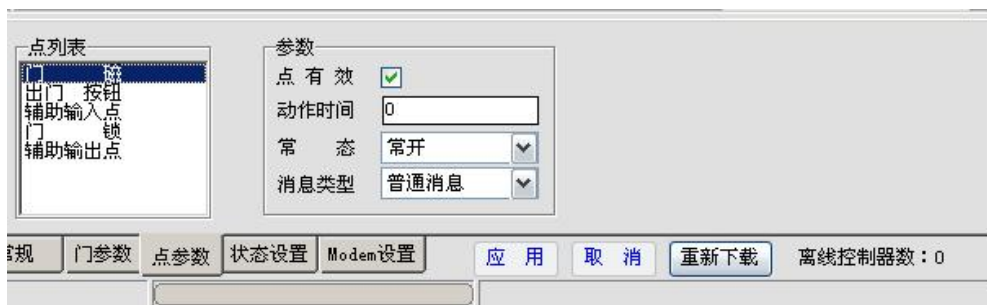 点列表
门 磁
出门 按钮
辅助输入点
门 锁
辅助输出点
参数
点 有 效
动作时间 0
常 态 常开
消息类型 普通消息
常规 门参数 点参数 状态设置 Modem设置 应 用 取 消 重新下载 离线控制器数：0